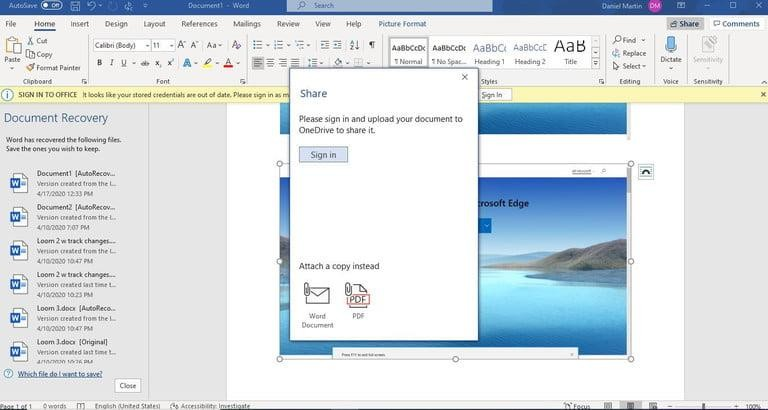 AutoSave Off Document1 - Word Daniel Martin DM
File Home Insert Design Layout References Mailings Review View Help Picture Format Share Comments
Paste Cut Calibri (Body) 11 AaBbCcDc AaBbCcDc AaBbCc AaBbCcD AaB Find Dictate Sensitivity
Copy ¶ Normal ¶ No Spac... Heading 1 Heading 2 Title Replace
Format Painter Select
Clipboard Font Styles Editing Voice Sensitivity
SIGN IN TO OFFICE It looks like your stored credentials are out of date. Please sign in as Sign In
Document Recovery
Word has recovered the following files.
Save the ones you wish to keep.
Document1 [AutoRecov...
Version created from the l...
4/17/2020 12:33 PM
Document2 [AutoRecov...
Version created from the l...
4/10/2020 7:07 PM
Loom 2 w track changes....
Version created from the l...
4/10/2020 10:47 PM
Loom 2 w track changes....
Version created last time t...
4/10/2020 10:23 PM
Loom 3.docx [AutoReco...
Version created from the l...
4/10/2020 10:47 PM
Loom 3.docx [Original]
Version created last time t...
4/10/2020 10:26 PM
Which file do I want to save?
Close
Share
Please sign in and upload your document to
OneDrive to share it.
Sign in
Attach a copy instead
Word
Document
PDF
PDF
All Microsoft
crosoft Edge
Press F11 to exit full screen
Page 1 of 1 0 words English (United States) Accessibility: Investigate Focus 100%